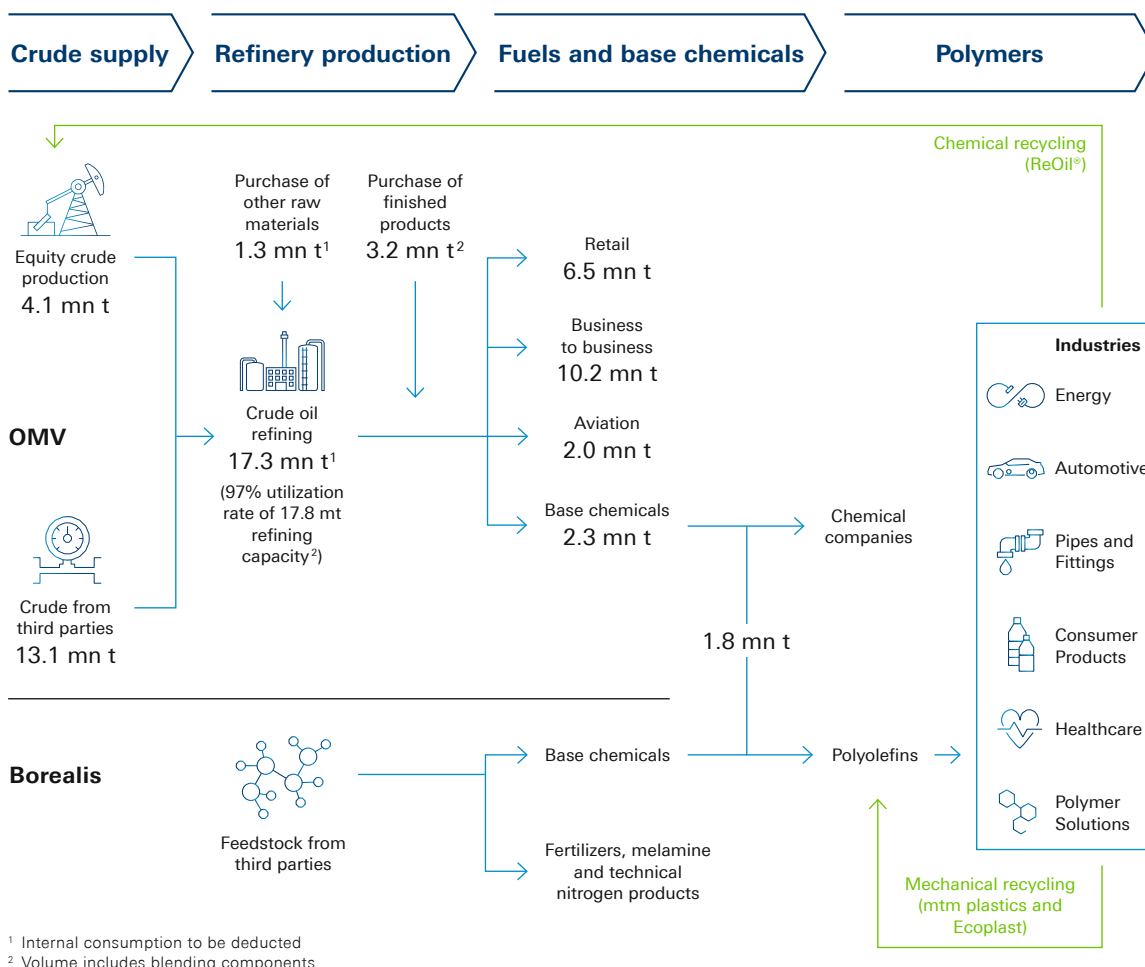 Crude supply
Refinery production
Fuels and base chemicals
Polymers
Chemical recycling
(ReOil®)
Purchase of
other raw
materials
1.3 mn t¹
Purchase of
finished
products
3.2 mn t²
Equity crude
production
4.1 mn t
Retail
6.5 mn t
Business
to business
10.2 mn t
Industries
Energy
OMV
Crude oil
refining
17.3 mn t¹
(97% utilization
rate of 17.8 mt
refining
capacity²)
Aviation
2.0 mn t
Automotive
Base chemicals
2.3 mn t
Chemical
companies
Pipes and
Fittings
Crude from
third parties
13.1 mn t
1.8 mn t
Consumer
Products
Healthcare
Borealis
Base chemicals
Polyolefins
Polymer
Solutions
Feedstock from
third parties
Fertilizers, melamine
and technical
nitrogen products
Mechanical recycling
(mtm plastics and
Ecoplast)
¹ Internal consumption to be deducted
² Volume includes blending components